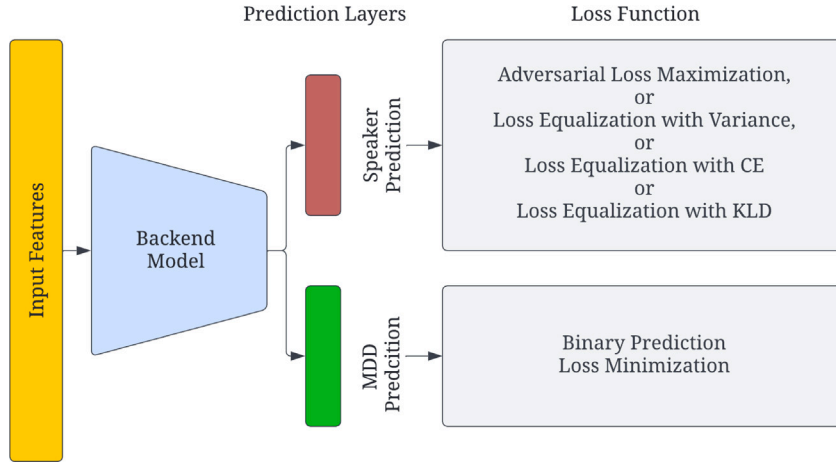 Prediction Layers
Loss Function
Input Features
Backend
Model
Speaker
Prediction
Adversarial Loss Maximization,
or
Loss Equalization with Variance,
or
Loss Equalization with CE
or
Loss Equalization with KLD
MDD
Predcition
Binary Prediction
Loss Minimization